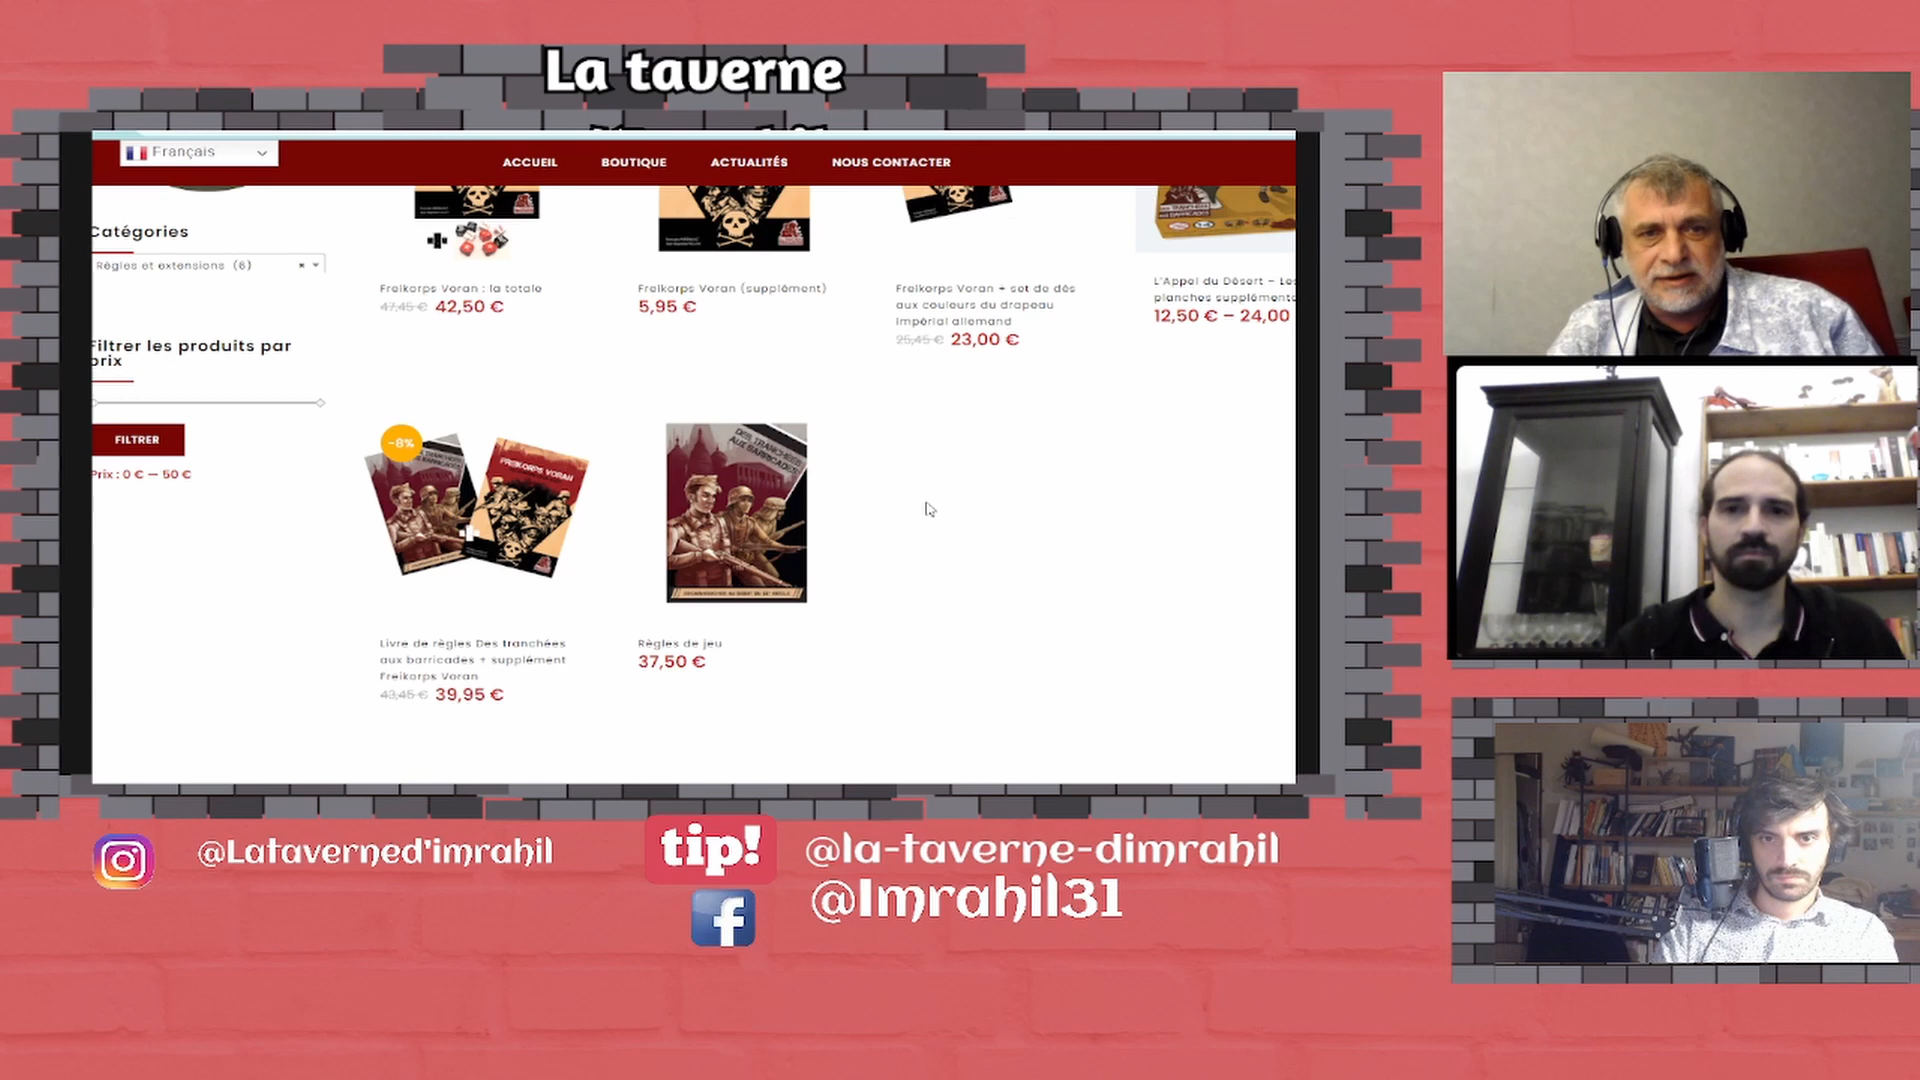 La taverne
Français
ACCUEIL
BOUTIQUE
ACTUALITÉS
NOUS CONTACTER
Catégories
Règles et extensions (6)
Filtrer les produits par
prix
FILTRER
Prix : 0 € — 50 €
Freikorps Voran : la totale
47,45 € 42,50 €
Freikorps Voran (supplément)
5,95 €
Freikorps Voran + set de dés
aux couleurs du drapeau
impérial allemand
25,45 € 23,00 €
L'Appel du Désert – Les
planches supplémenta
12,50 € – 24,00
-8%
FREIKORPS VORAN
DES TRANCHÉES
AUX BARRICADES
Livre de règles Des tranchées
aux barricades + supplément
Freikorps Voran
43,45 € 39,95 €
Règles de jeu
37,50 €
@Lataverned'imrahil
tip!
@la-taverne-dimrahil
f
@Imrahil31